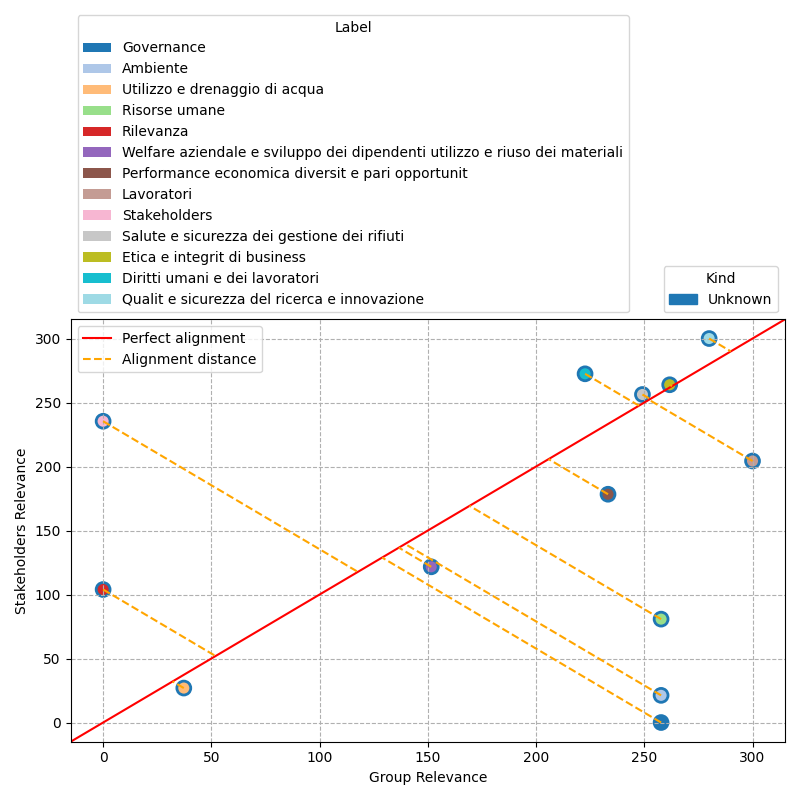 Label
Governance
Ambiente
Utilizzo e drenaggio di acqua
Risorse umane
Rilevanza
Welfare aziendale e sviluppo dei dipendenti utilizzo e riuso dei materiali
Performance economica diversit e pari opportunit
Lavoratori
Stakeholders
Salute e sicurezza dei gestione dei rifiuti
Etica e integrit di business
Diritti umani e dei lavoratori
Qualit e sicurezza del ricerca e innovazione
Kind
Unknown
Perfect alignment
Alignment distance
Stakeholders Relevance
300
250
200
150
100
50
0
0 50 100 150 200 250 300
Group Relevance